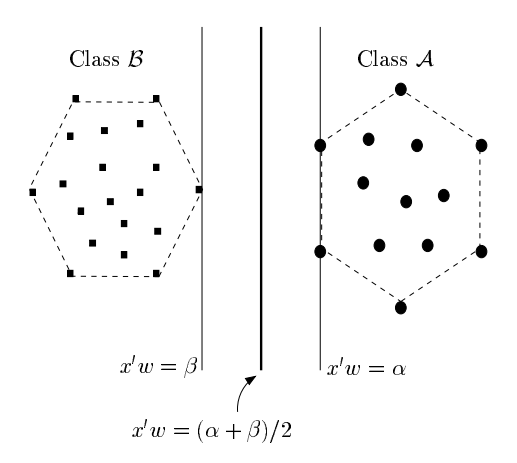 Class ℬ
Class 𝒜
x′w = β
x′w = α
x′w = (α + β)/2